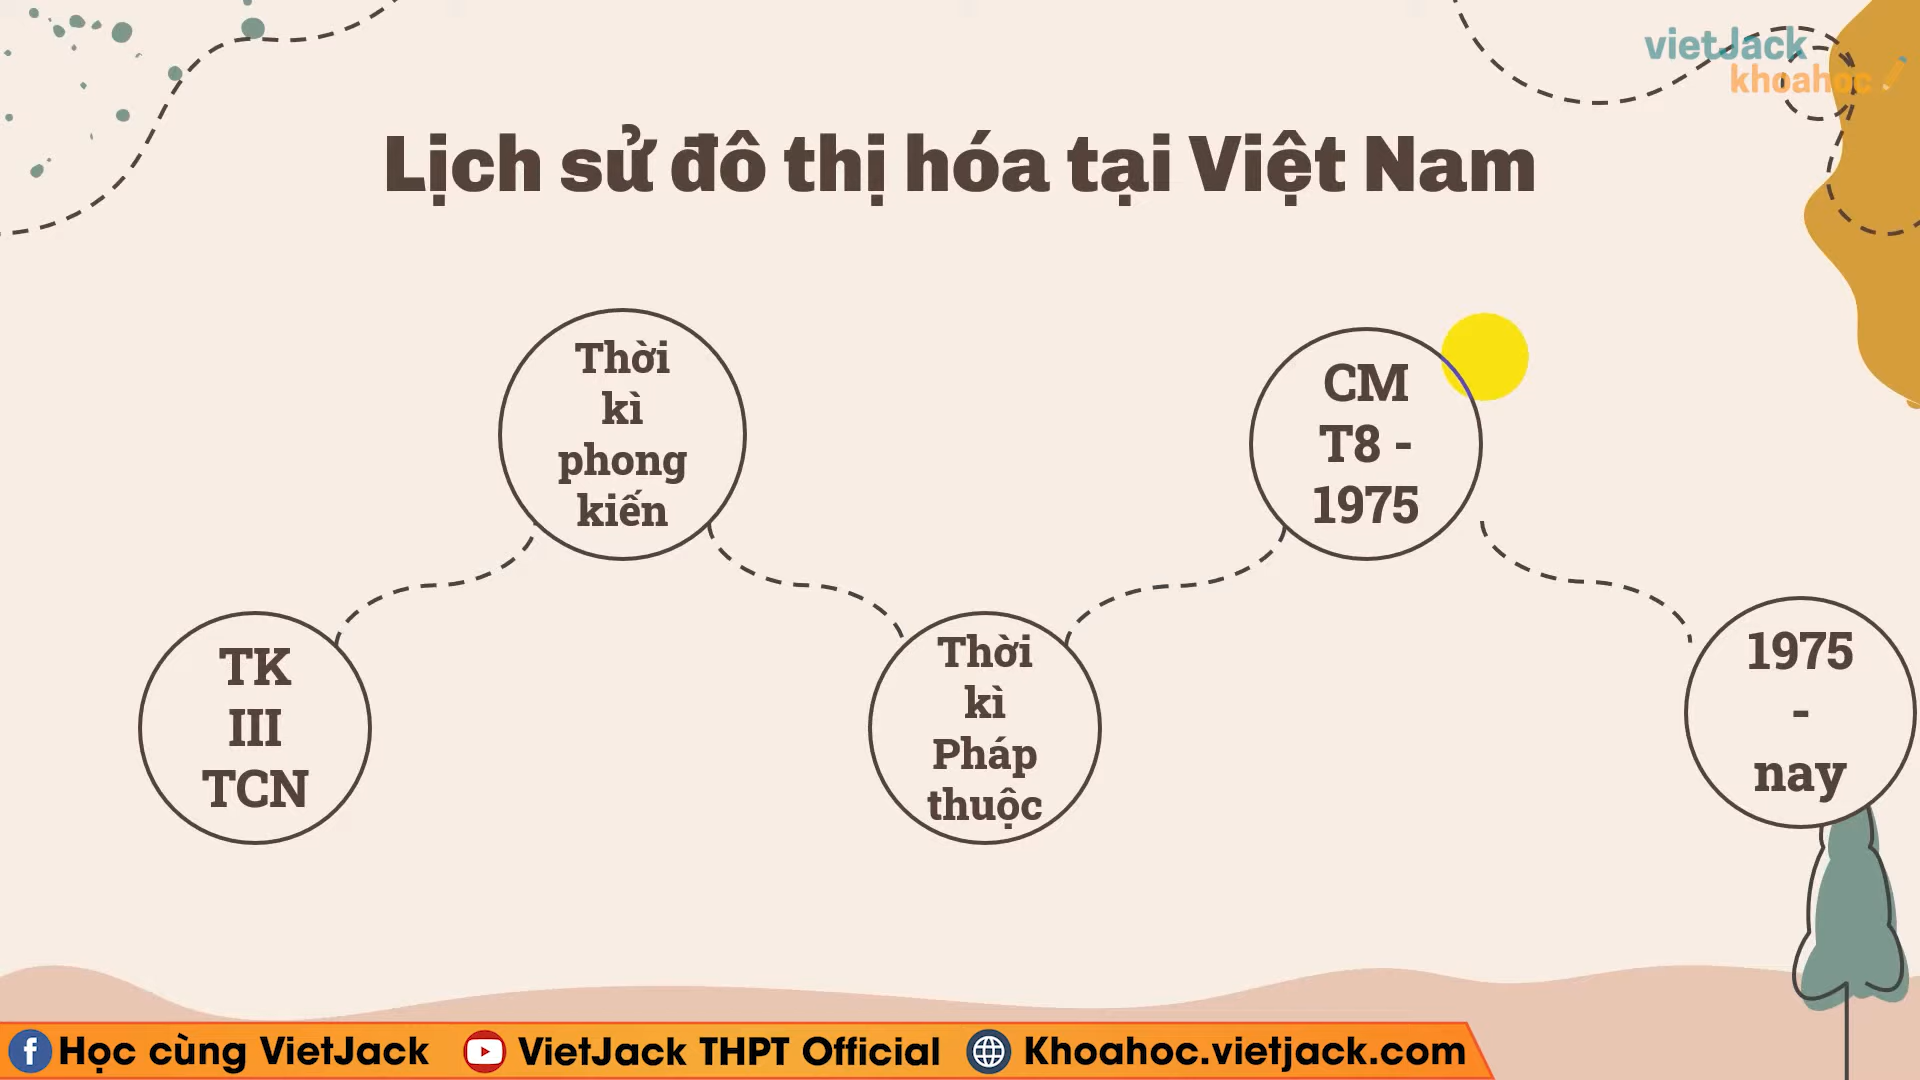 vietJack
khoahoc
Lịch sử đô thị hóa tại Việt Nam
TK
III
TCN
Thời
kì
phong
kiến
Thời
kì
Pháp
thuộc
CM
T8 -
1975
1975
-
nay
Học cùng VietJack
VietJack THPT Official
Khoahoc.vietjack.com